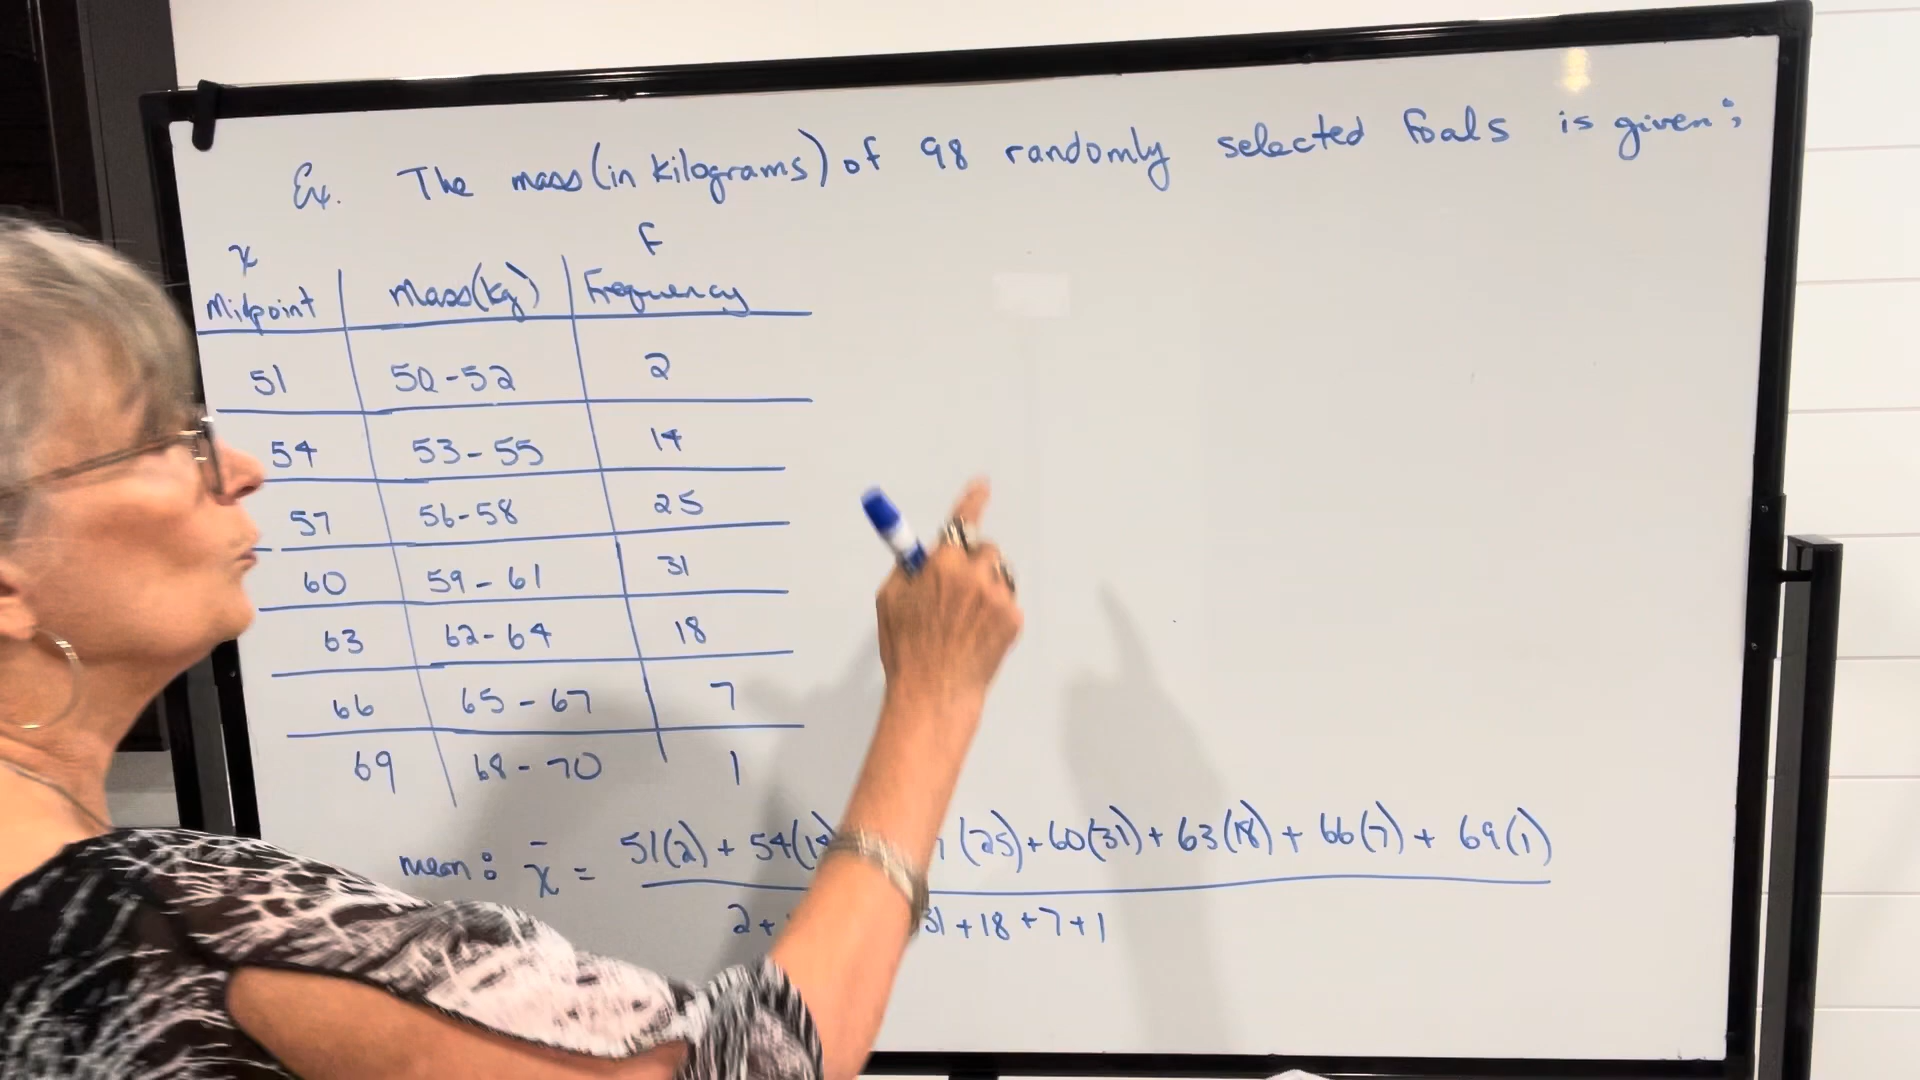 Ex. The mass (in kilograms) of 98 randomly selected foals is given:
x F
Midpoint Mass (kg) Frequency
51 50-52 2
54 53-55 14
57 56-58 25
60 59-61 31
63 62-64 18
66 65-67 7
69 68-70 1
mean: x̄ = 51(2) + 54(14 (25) + 60(31) + 63(18) + 66(7) + 69(1)
2+ 31 + 18 + 7 + 1